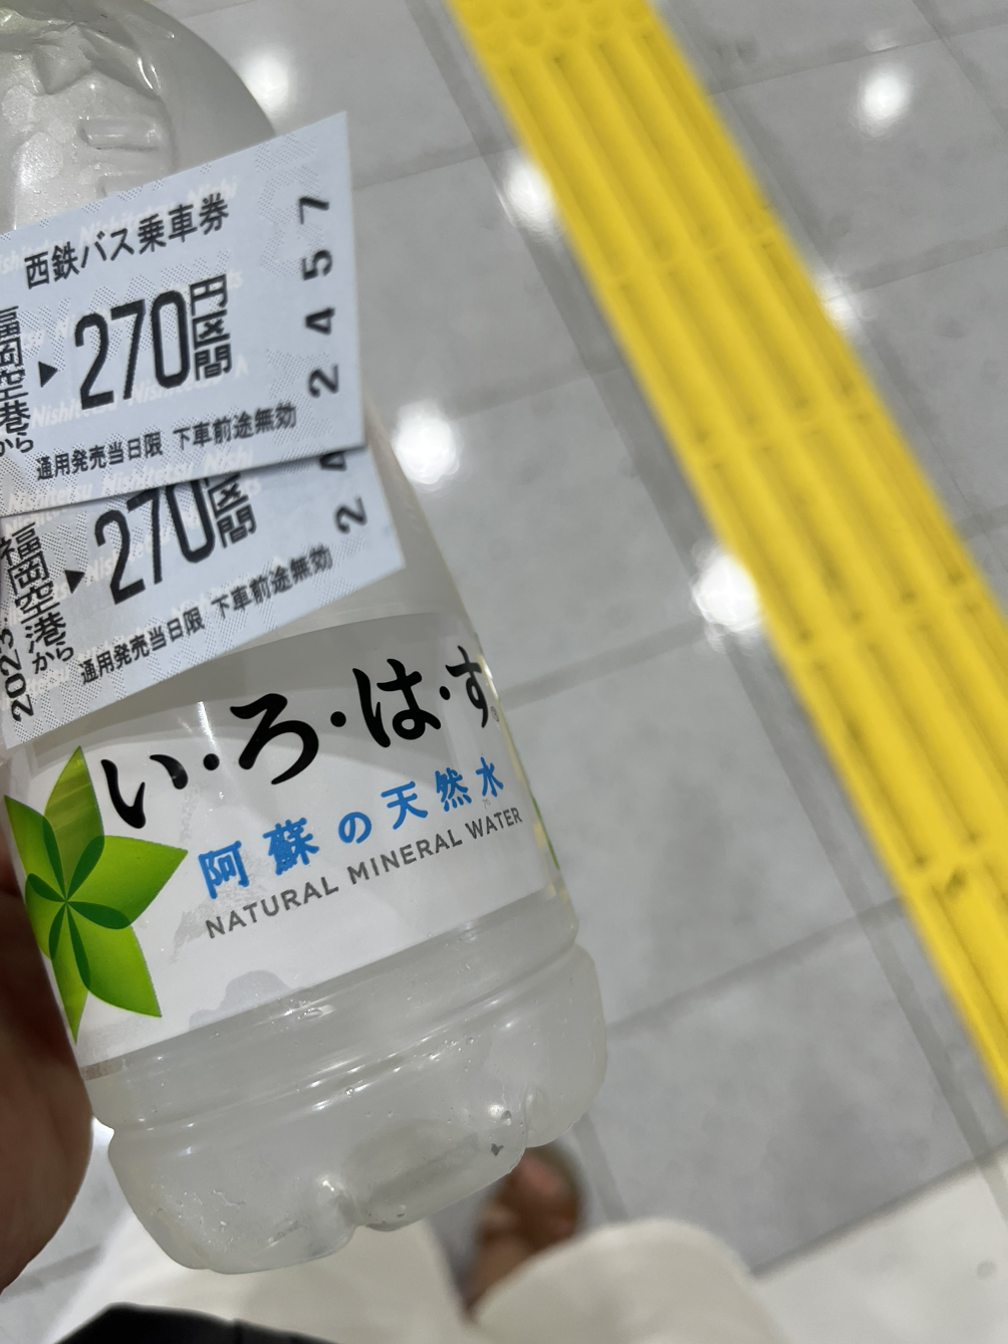 西鉄バス乗車券
福岡空港から
▶270円区間
2457
通用発売当日限 下車前途無効
2023
福岡空港から
▶270円区間
24
通用発売当日限 下車前途無効
い・ろ・は・す
阿蘇の天然水
NATURAL MINERAL WATER